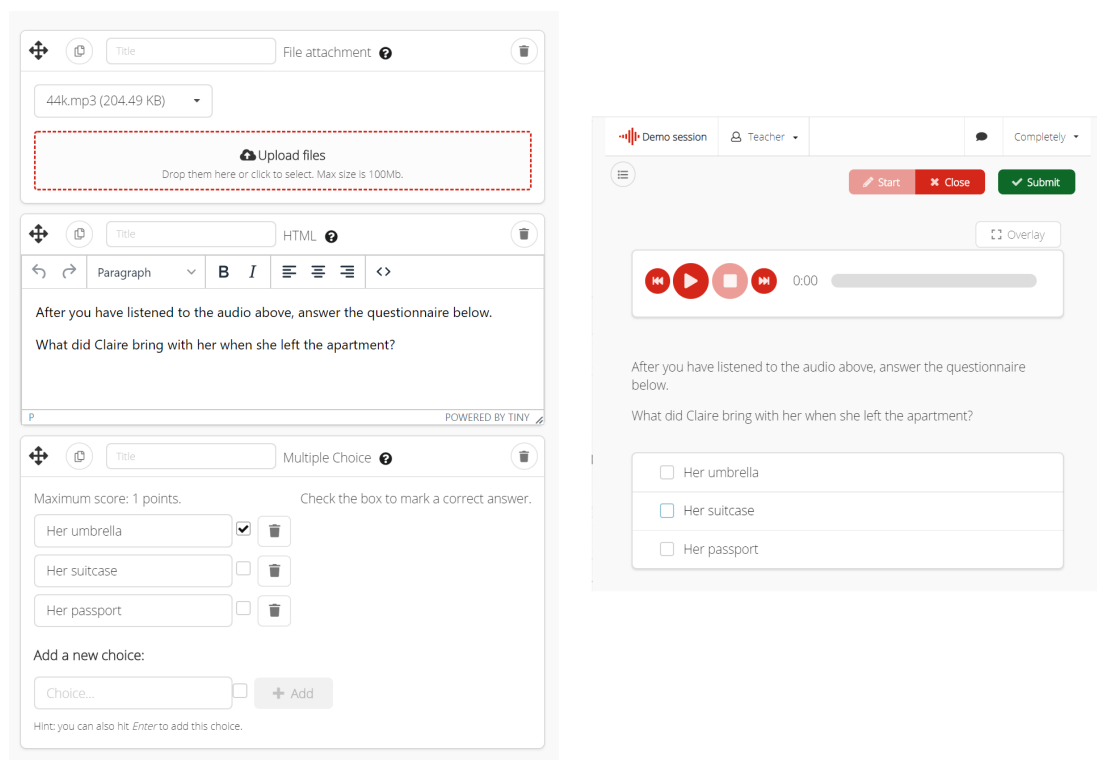 Title
File attachment
44k.mp3 (204.49 KB)
Upload files
Drop them here or click to select. Max size is 100Mb.
Title
HTML
Paragraph
B I
After you have listened to the audio above, answer the questionnaire below.
What did Claire bring with her when she left the apartment?
P
POWERED BY TINY
Title
Multiple Choice
Maximum score: 1 points.
Check the box to mark a correct answer.
Her umbrella
Her suitcase
Her passport
Add a new choice:
Choice...
Add
Hint: you can also hit Enter to add this choice.
Demo session
Teacher
Completely
Start
Close
Submit
Overlay
0:00
After you have listened to the audio above, answer the questionnaire
below.
What did Claire bring with her when she left the apartment?
Her umbrella
Her suitcase
Her passport